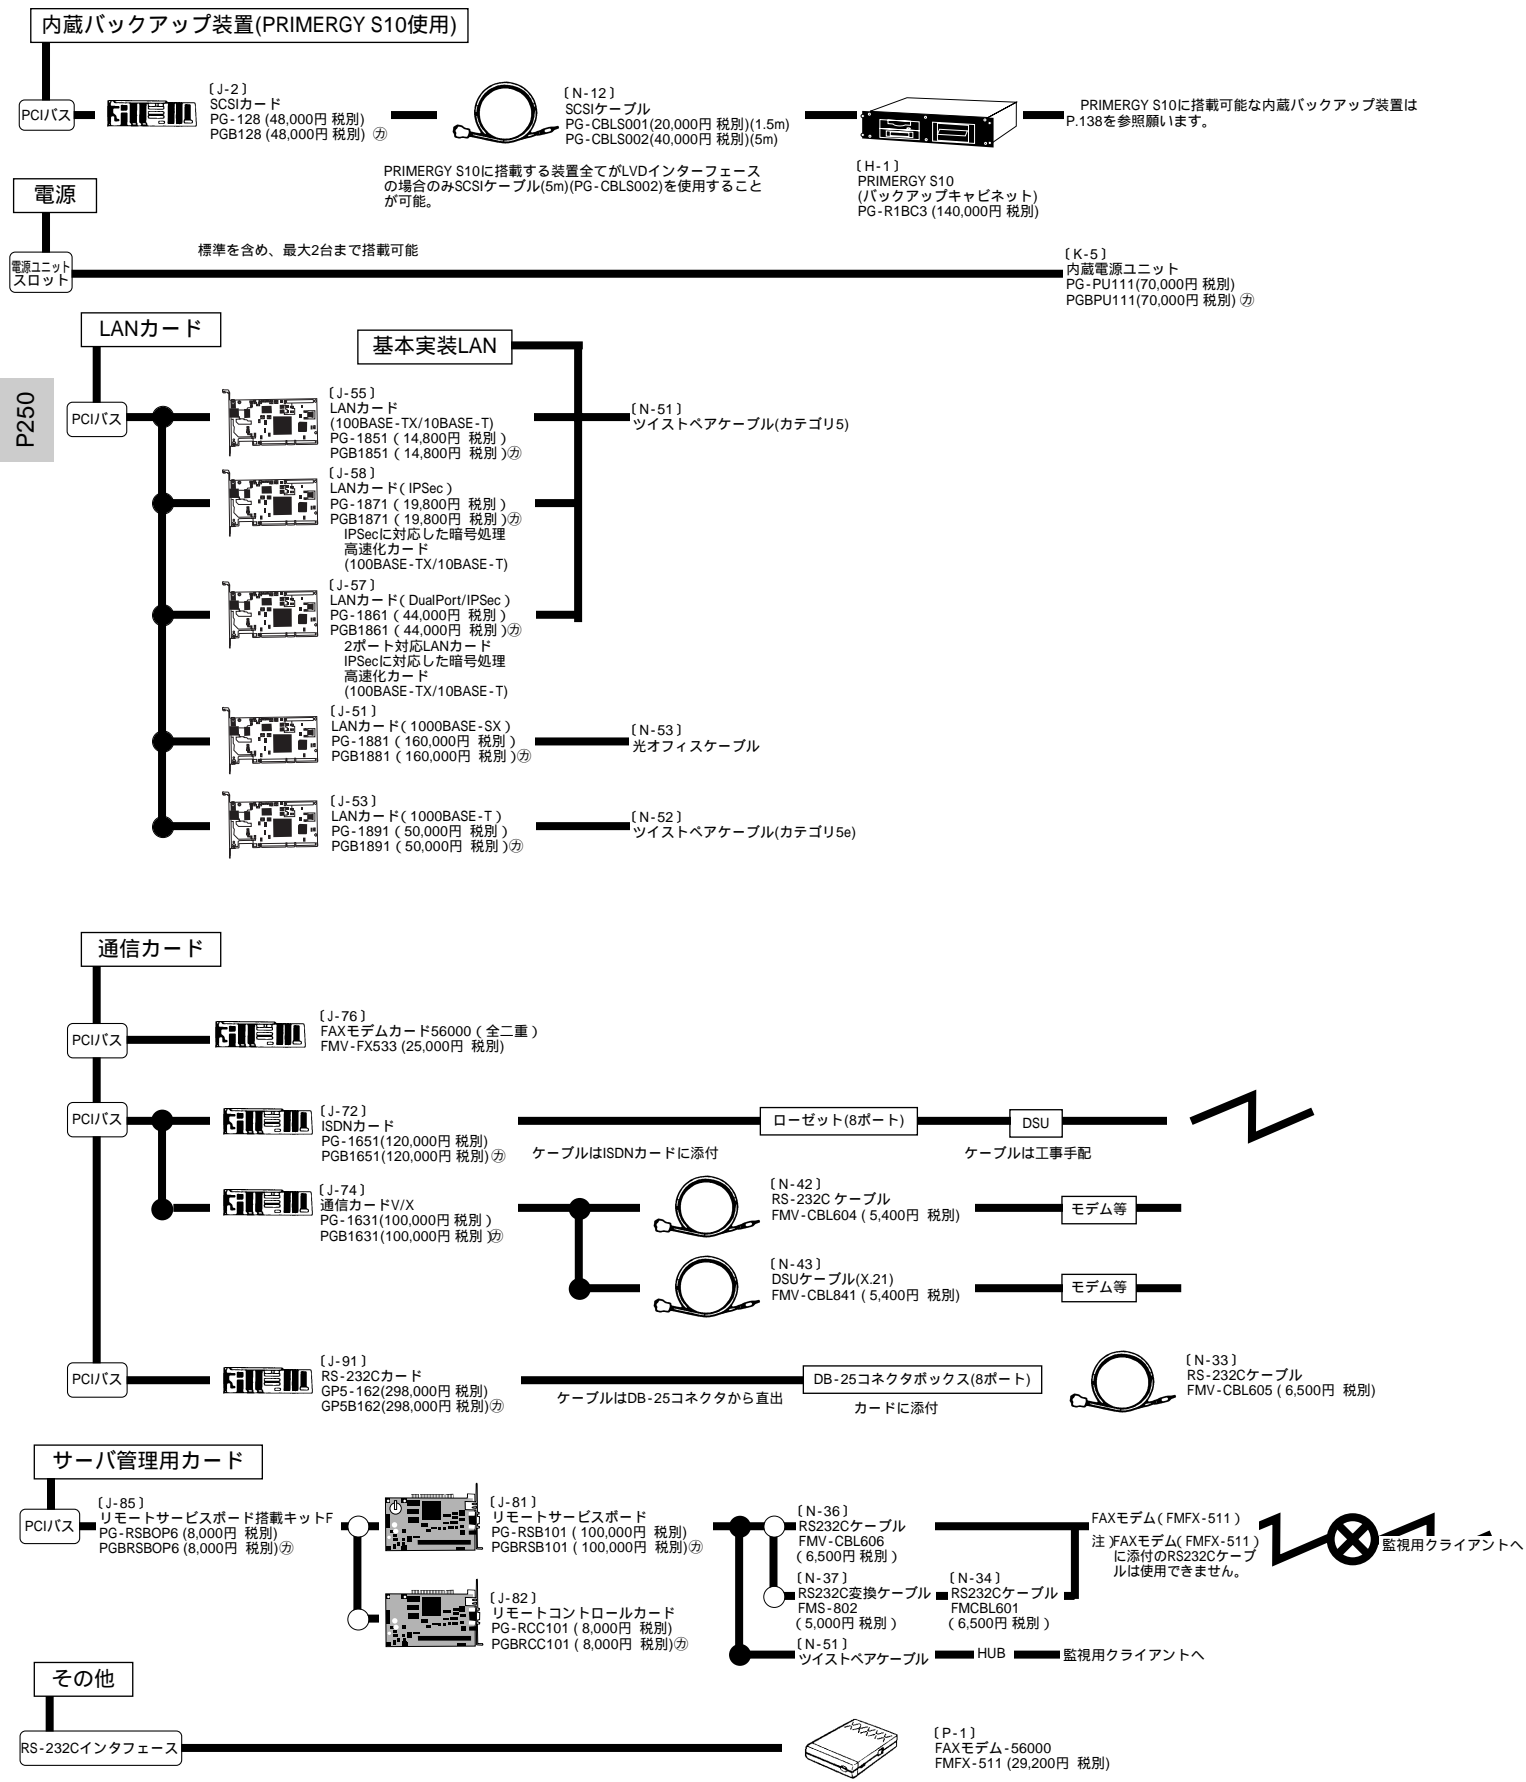 内蔵バックアップ装置(PRIMERGY S10使用)
PCIバス
〔J-2〕
SCSIカード
PG-128 (48,000円 税別)
PGB128 (48,000円 税別) ㋕
〔N-12〕
SCSIケーブル
PG-CBLS001(20,000円 税別)(1.5m)
PG-CBLS002(40,000円 税別)(5m)
PRIMERGY S10に搭載する装置全てがLVDインターフェース
の場合のみSCSIケーブル(5m)(PG-CBLS002)を使用すること
が可能。
〔H-1〕
PRIMERGY S10
(バックアップキャビネット)
PG-R1BC3 (140,000円 税別)
PRIMERGY S10に搭載可能な内蔵バックアップ装置は
P.138を参照願います。
電源
電源ユニット
スロット
標準を含め、最大2台まで搭載可能
〔K-5〕
内蔵電源ユニット
PG-PU111(70,000円 税別)
PGBPU111(70,000円 税別) ㋕
P250
LANカード
基本実装LAN
PCIバス
〔J-55〕
LANカード
(100BASE-TX/10BASE-T)
PG-1851 ( 14,800円 税別 )
PGB1851 ( 14,800円 税別 )㋕
〔N-51〕
ツイストペアケーブル(カテゴリ5)
〔J-58〕
LANカード( IPSec )
PG-1871 ( 19,800円 税別 )
PGB1871 ( 19,800円 税別 )㋕
IPSecに対応した暗号処理
高速化カード
(100BASE-TX/10BASE-T)
〔J-57〕
LANカード( DualPort/IPSec )
PG-1861 ( 44,000円 税別 )
PGB1861 ( 44,000円 税別 )㋕
2ポート対応LANカード
IPSecに対応した暗号処理
高速化カード
(100BASE-TX/10BASE-T)
〔J-51〕
LANカード( 1000BASE-SX )
PG-1881 ( 160,000円 税別 )
PGB1881 ( 160,000円 税別 )㋕
〔N-53〕
光オフィスケーブル
〔J-53〕
LANカード( 1000BASE-T )
PG-1891 ( 50,000円 税別 )
PGB1891 ( 50,000円 税別 )㋕
〔N-52〕
ツイストペアケーブル(カテゴリ5e)
通信カード
PCIバス
〔J-76〕
FAXモデムカード56000 ( 全二重 )
FMV-FX533 (25,000円 税別)
PCIバス
〔J-72〕
ISDNカード
PG-1651(120,000円 税別)
PGB1651(120,000円 税別)㋕
ケーブルはISDNカードに添付
ローゼット(8ポート)
DSU
ケーブルは工事手配
〔J-74〕
通信カードV/X
PG-1631(100,000円 税別 )
PGB1631(100,000円 税別 )㋕
〔N-42〕
RS-232C ケーブル
FMV-CBL604 ( 5,400円 税別)
モデム等
〔N-43〕
DSUケーブル(X.21)
FMV-CBL841 ( 5,400円 税別)
モデム等
PCIバス
〔J-91〕
RS-232Cカード
GP5-162(298,000円 税別)
GP5B162(298,000円 税別)㋕
ケーブルはDB-25コネクタから直出
DB-25コネクタボックス(8ポート)
カードに添付
〔N-33〕
RS-232Cケーブル
FMV-CBL605 ( 6,500円 税別)
サーバ管理用カード
PCIバス
〔J-85〕
リモートサービスボード搭載キットF
PG-RSBOP6 (8,000円 税別)
PGBRSBOP6 (8,000円 税別)㋕
〔J-81〕
リモートサービスボード
PG-RSB101 ( 100,000円 税別)
PGBRSB101 ( 100,000円 税別)㋕
〔J-82〕
リモートコントロールカード
PG-RCC101 ( 8,000円 税別)
PGBRCC101 ( 8,000円 税別)㋕
〔N-36〕
RS232Cケーブル
FMV-CBL606
( 6,500円 税別 )
〔N-37〕
RS232C変換ケーブル
FMS-802
( 5,000円 税別 )
〔N-34〕
RS232Cケーブル
FMCBL601
( 6,500円 税別 )
〔N-51〕
ツイストペアケーブル
HUB
監視用クライアントへ
FAXモデム( FMFX-511 )
注 )FAXモデム( FMFX-511 )
に添付のRS232Cケーブ
ルは使用できません。
監視用クライアントへ
その他
RS-232Cインタフェース
〔P-1〕
FAXモデム-56000
FMFX-511 (29,200円 税別)